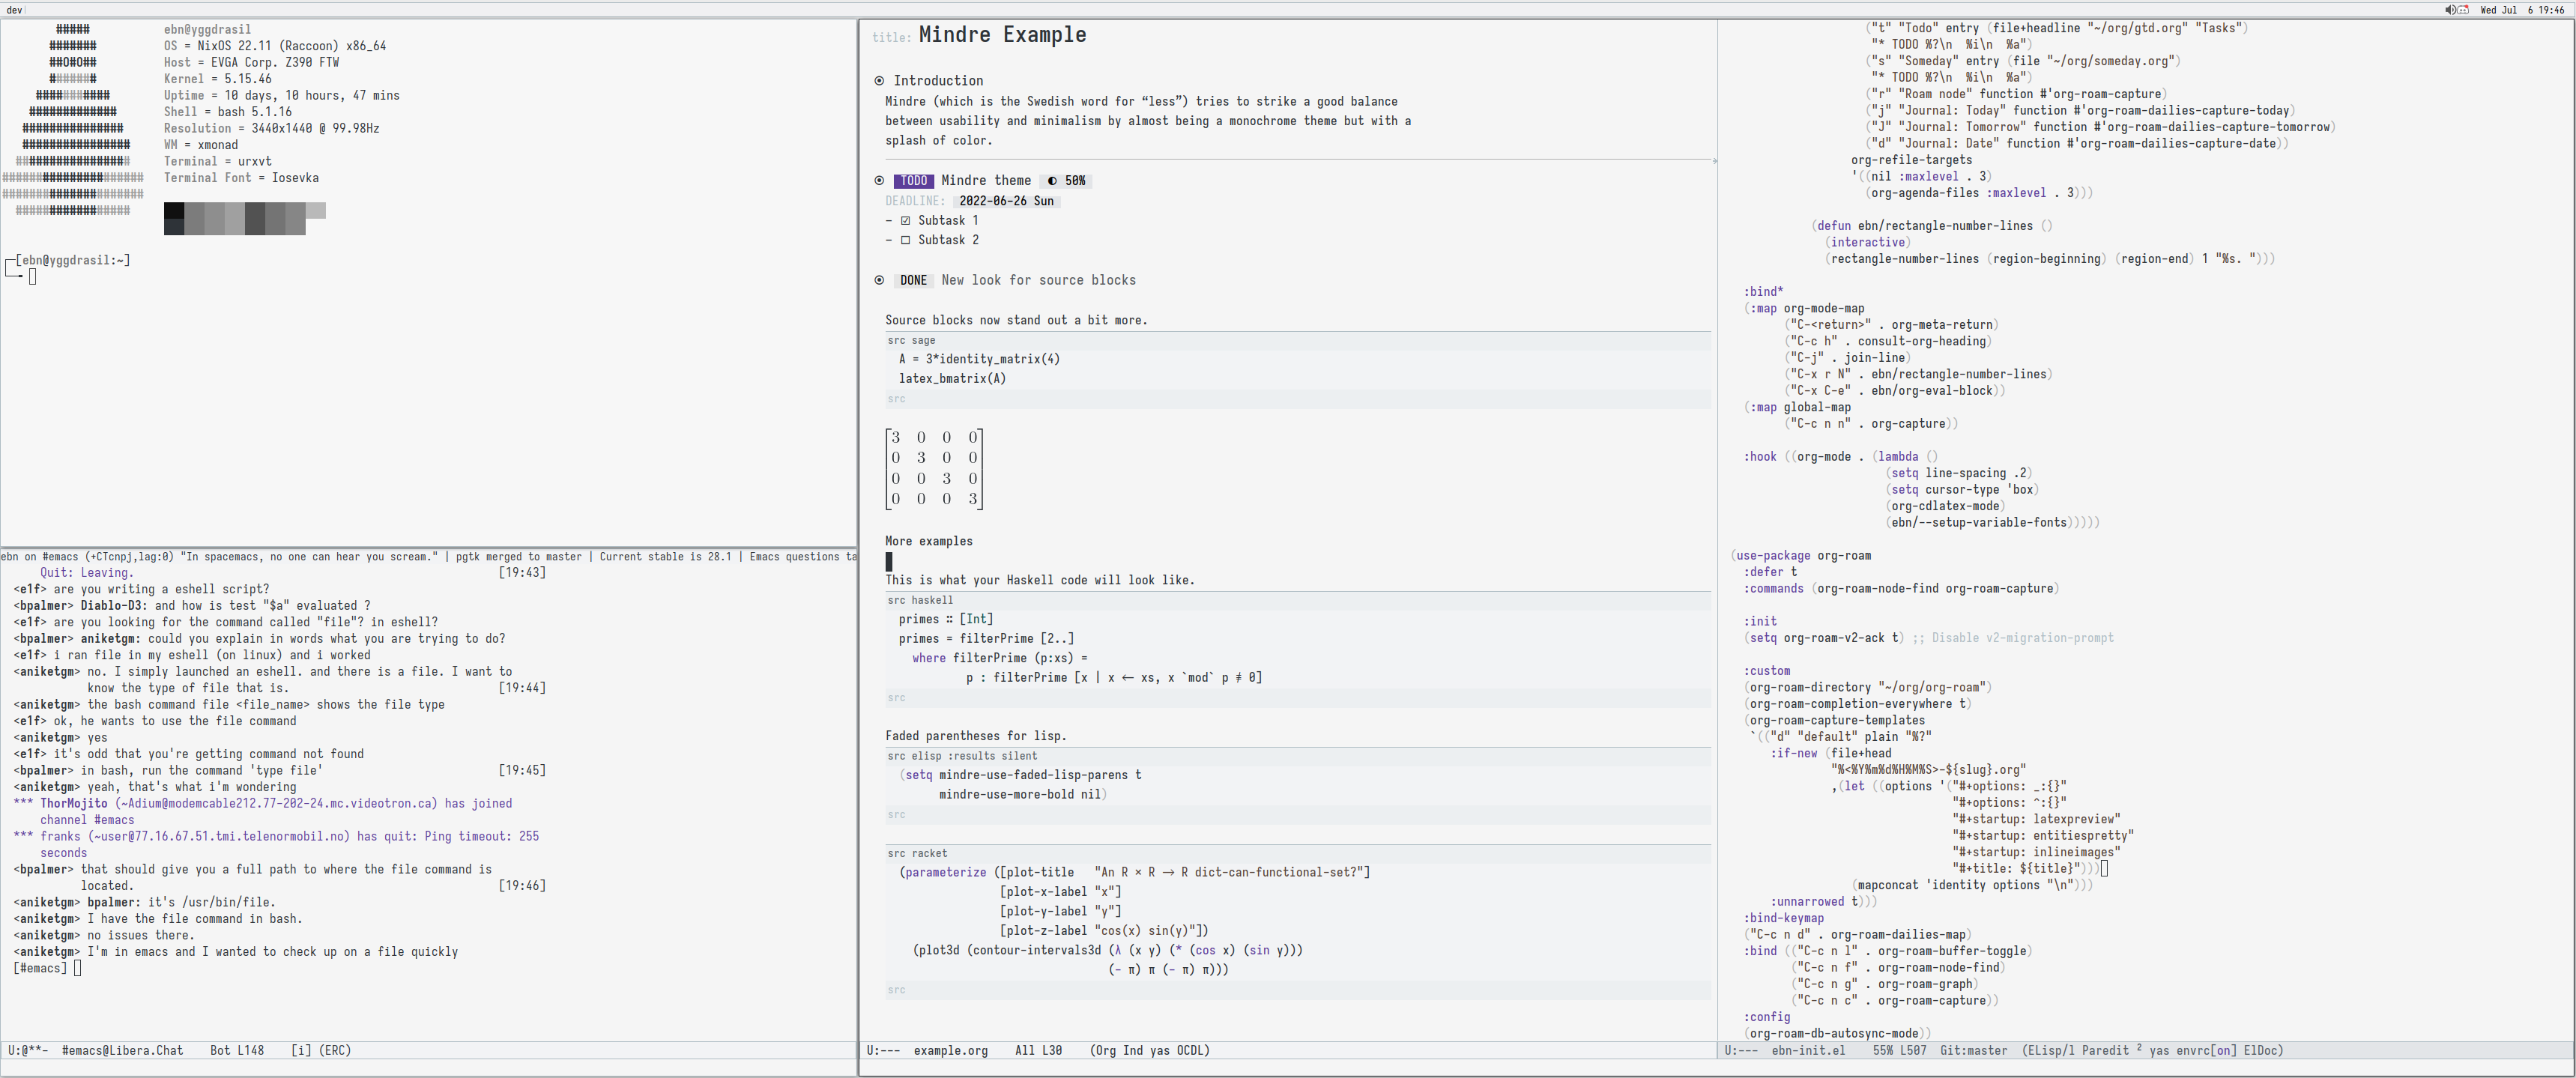 dev
Wed Jul  6 19:46
ebn@yggdrasil
OS = NixOS 22.11 (Raccoon) x86_64
Host = EVGA Corp. Z390 FTW
Kernel = 5.15.46
Uptime = 10 days, 10 hours, 47 mins
Shell = bash 5.1.16
Resolution = 3440x1440 @ 99.98Hz
WM = xmonad
Terminal = urxvt
Terminal Font = Iosevka
#####
#######
##O#O##
#######
###########
#############
###############
################
#################
#####################
#####################
#################
[ebn@yggdrasil:~]
ebn on #emacs (+CTcnpj,lag:0) "In spacemacs, no one can hear you scream." | pgtk merged to master | Current stable is 28.1 | Emacs questions ta
Quit: Leaving. [19:43]
<e1f> are you writing a eshell script?
<bpalmer> Diablo-D3: and how is test "$a" evaluated ?
<e1f> are you looking for the command called "file"? in eshell?
<bpalmer> aniketgm: could you explain in words what you are trying to do?
<e1f> i ran file in my eshell (on linux) and i worked
<aniketgm> no. I simply launched an eshell. and there is a file. I want to
know the type of file that is. [19:44]
<aniketgm> the bash command file <file_name> shows the file type
<e1f> ok, he wants to use the file command
<aniketgm> yes
<e1f> it's odd that you're getting command not found
<bpalmer> in bash, run the command 'type file' [19:45]
<aniketgm> yeah, that's what i'm wondering
*** ThorMojito (~Adium@modemcable212.77-202-24.mc.videotron.ca) has joined
channel #emacs
*** franks (~user@77.16.67.51.tmi.telenormobil.no) has quit: Ping timeout: 255
seconds
<bpalmer> that should give you a full path to where the file command is
located. [19:46]
<aniketgm> bpalmer: it's /usr/bin/file.
<aniketgm> I have the file command in bash.
<aniketgm> no issues there.
<aniketgm> I'm in emacs and I wanted to check up on a file quickly
[#emacs]
U:@**-  #emacs@Libera.Chat    Bot L148    [i] (ERC)
title: Mindre Example
Introduction
Mindre (which is the Swedish word for “less”) tries to strike a good balance
between usability and minimalism by almost being a monochrome theme but with a
splash of color.
TODO Mindre theme ◐ 50%
DEADLINE: 2022-06-26 Sun
– ☑ Subtask 1
– ☐ Subtask 2
DONE New look for source blocks
Source blocks now stand out a bit more.
src sage
A = 3*identity_matrix(4)
latex_bmatrix(A)
src
3 0 0 0
0 3 0 0
0 0 3 0
0 0 0 3
More examples
This is what your Haskell code will look like.
src haskell
primes ∷ [Int]
primes = filterPrime [2..]
where filterPrime (p:xs) =
p : filterPrime [x | x ← xs, x `mod` p ≢ 0]
src
Faded parentheses for lisp.
src elisp :results silent
(setq mindre-use-faded-lisp-parens t
mindre-use-more-bold nil)
src
src racket
(parameterize ([plot-title   "An R × R → R dict-can-functional-set?"]
[plot-x-label "x"]
[plot-y-label "y"]
[plot-z-label "cos(x) sin(y)"])
(plot3d (contour-intervals3d (λ (x y) (* (cos x) (sin y)))
(- π) π (- π) π)))
src
U:---  example.org    All L30    (Org Ind yas OCDL)
("t" "Todo" entry (file+headline "~/org/gtd.org" "Tasks")
"* TODO %?\n  %i\n  %a")
("s" "Someday" entry (file "~/org/someday.org")
"* TODO %?\n  %i\n  %a")
("r" "Roam node" function #'org-roam-capture)
("j" "Journal: Today" function #'org-roam-dailies-capture-today)
("J" "Journal: Tomorrow" function #'org-roam-dailies-capture-tomorrow)
("d" "Journal: Date" function #'org-roam-dailies-capture-date))
org-refile-targets
'((nil :maxlevel . 3)
(org-agenda-files :maxlevel . 3)))
(defun ebn/rectangle-number-lines ()
(interactive)
(rectangle-number-lines (region-beginning) (region-end) 1 "%s. ")))
:bind*
(:map org-mode-map
("C-<return>" . org-meta-return)
("C-c h" . consult-org-heading)
("C-j" . join-line)
("C-x r N" . ebn/rectangle-number-lines)
("C-x C-e" . ebn/org-eval-block))
(:map global-map
("C-c n n" . org-capture))
:hook ((org-mode . (lambda ()
(setq line-spacing .2)
(setq cursor-type 'box)
(org-cdlatex-mode)
(ebn/--setup-variable-fonts)))))
(use-package org-roam
:defer t
:commands (org-roam-node-find org-roam-capture)
:init
(setq org-roam-v2-ack t) ;; Disable v2-migration-prompt
:custom
(org-roam-directory "~/org/org-roam")
(org-roam-completion-everywhere t)
(org-roam-capture-templates
`(("d" "default" plain "%?"
:if-new (file+head
"%<%Y%m%d%H%M%S>-${slug}.org"
,(let ((options '("#+options: _:{}"
"#+options: ^:{}"
"#+startup: latexpreview"
"#+startup: entitiespretty"
"#+startup: inlineimages"
"#+title: ${title}")))
(mapconcat 'identity options "\n")))
:unnarrowed t)))
:bind-keymap
("C-c n d" . org-roam-dailies-map)
:bind (("C-c n l" . org-roam-buffer-toggle)
("C-c n f" . org-roam-node-find)
("C-c n g" . org-roam-graph)
("C-c n c" . org-roam-capture))
:config
(org-roam-db-autosync-mode))
U:---  ebn-init.el    55% L507  Git:master  (ELisp/l Paredit ² yas envrc[on] ElDoc)